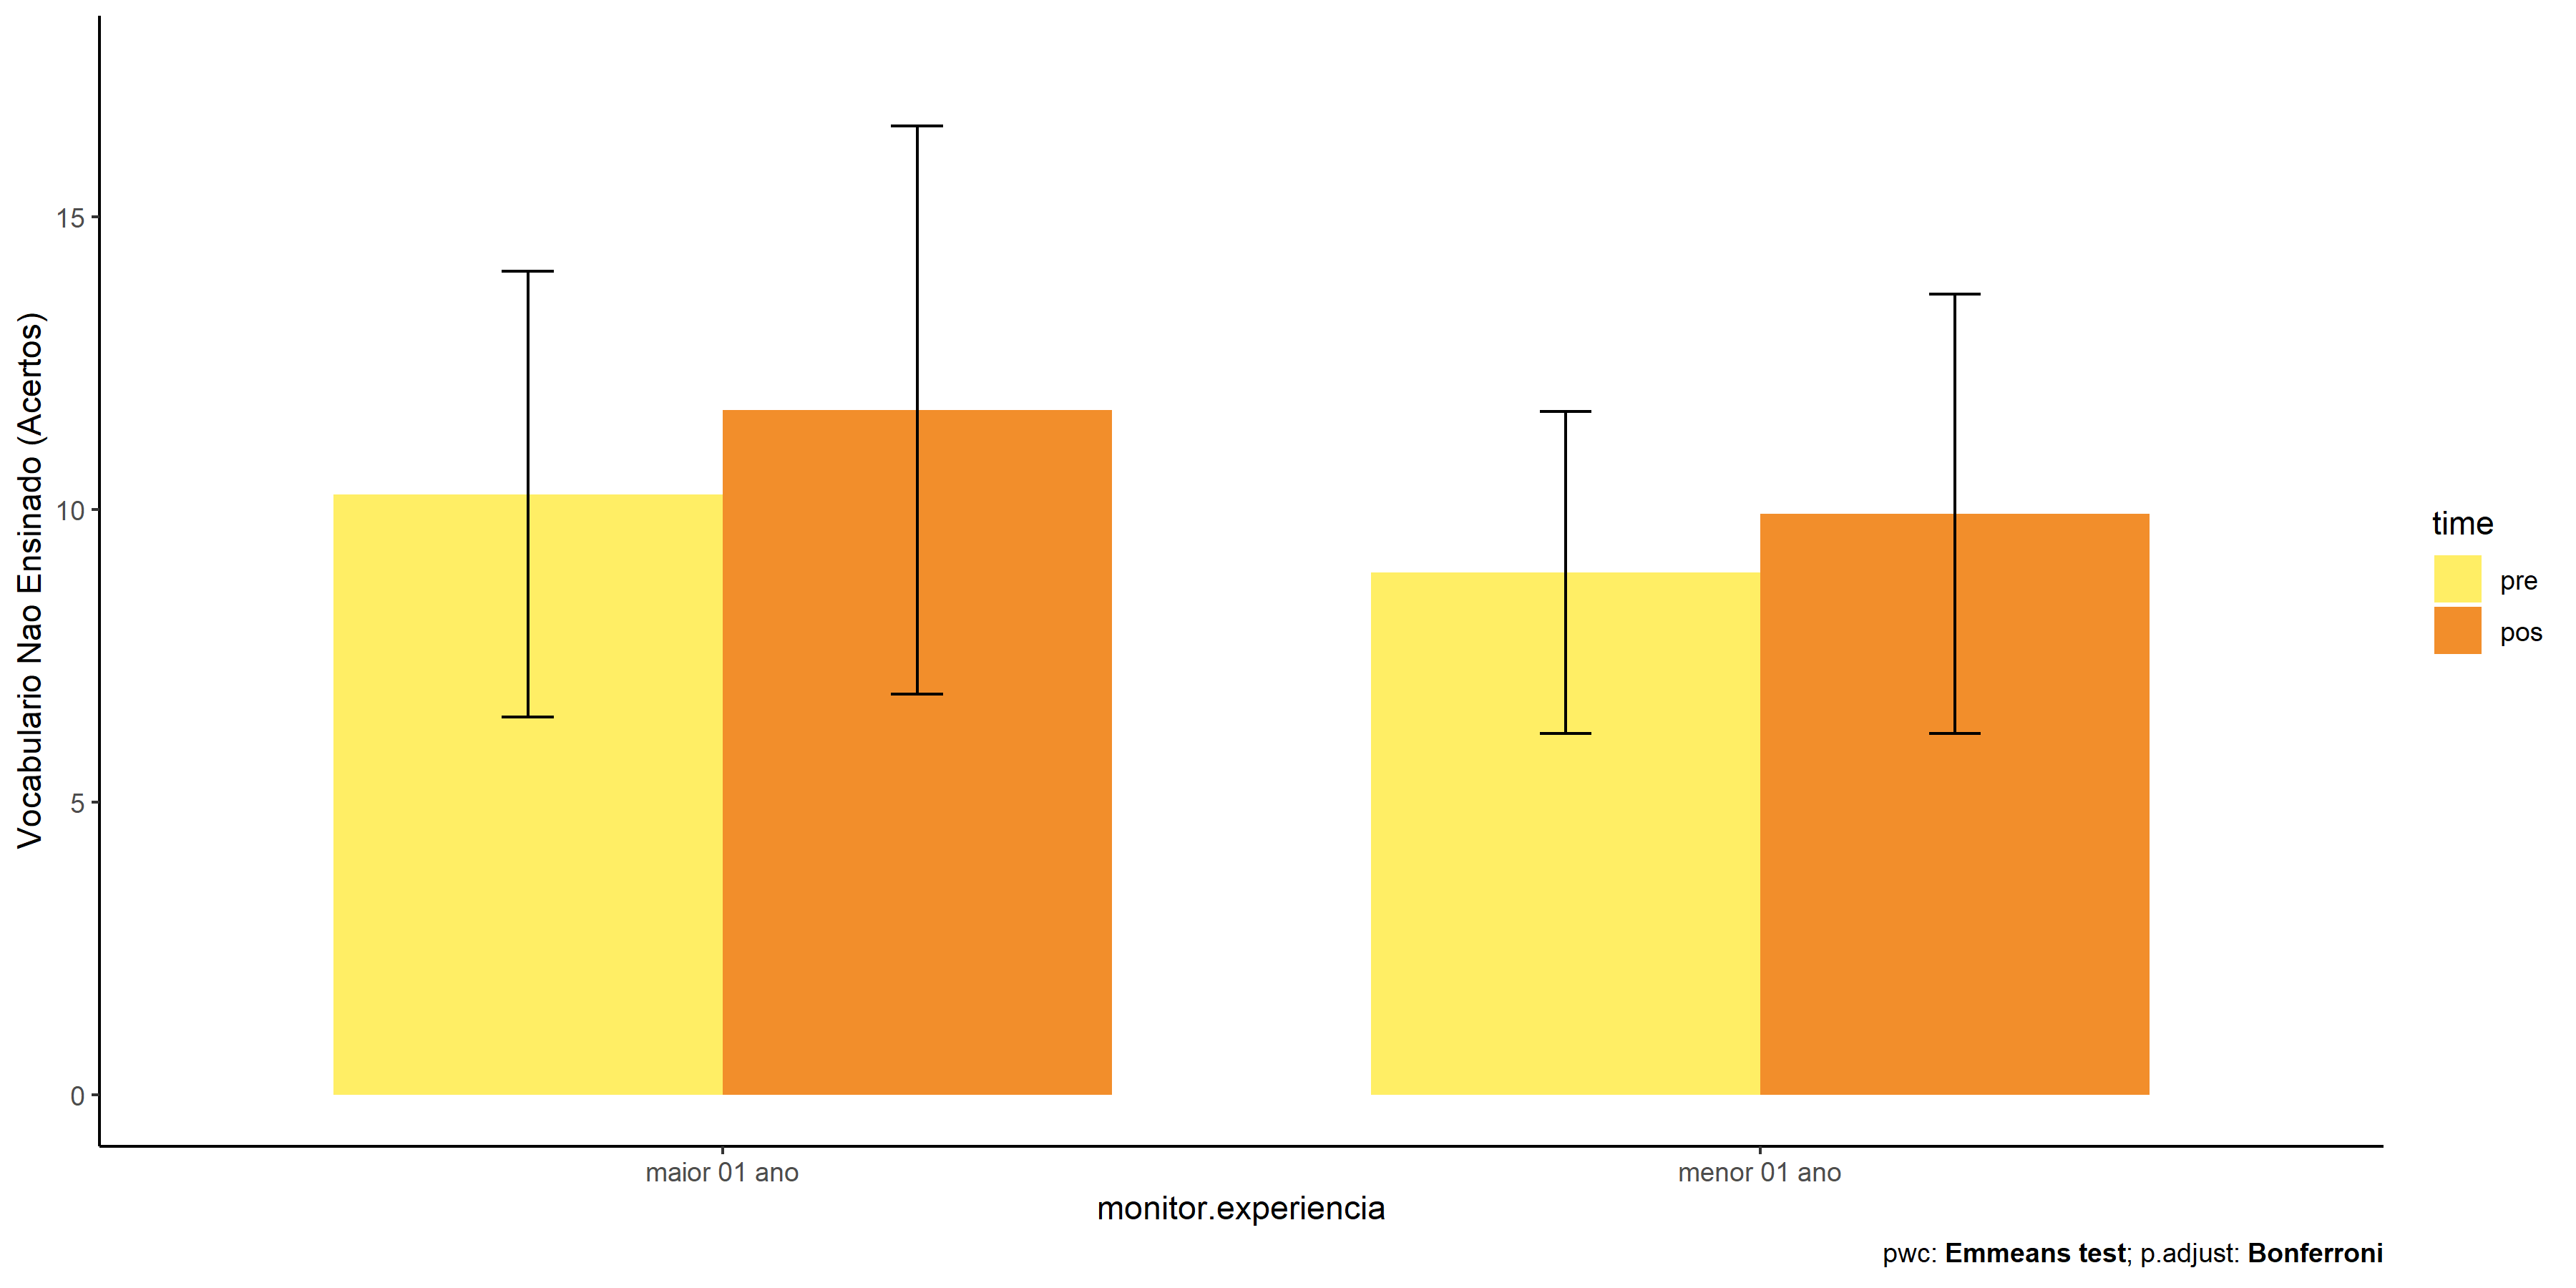 Vocabulario Nao Ensinado (Acertos)
15
10
5
0
maior 01 ano
menor 01 ano
monitor.experiencia
time
pre
pos
pwc: Emmeans test; p.adjust: Bonferroni